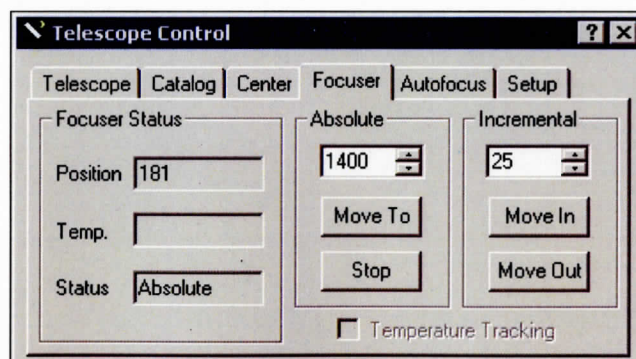 Telescope Control ? X
Telescope Catalog Center Focuser Autofocus Setup
Focuser Status
Position 181
Temp.
Status Absolute
Absolute
1400
Move To
Stop
Incremental
25
Move In
Move Out
Temperature Tracking